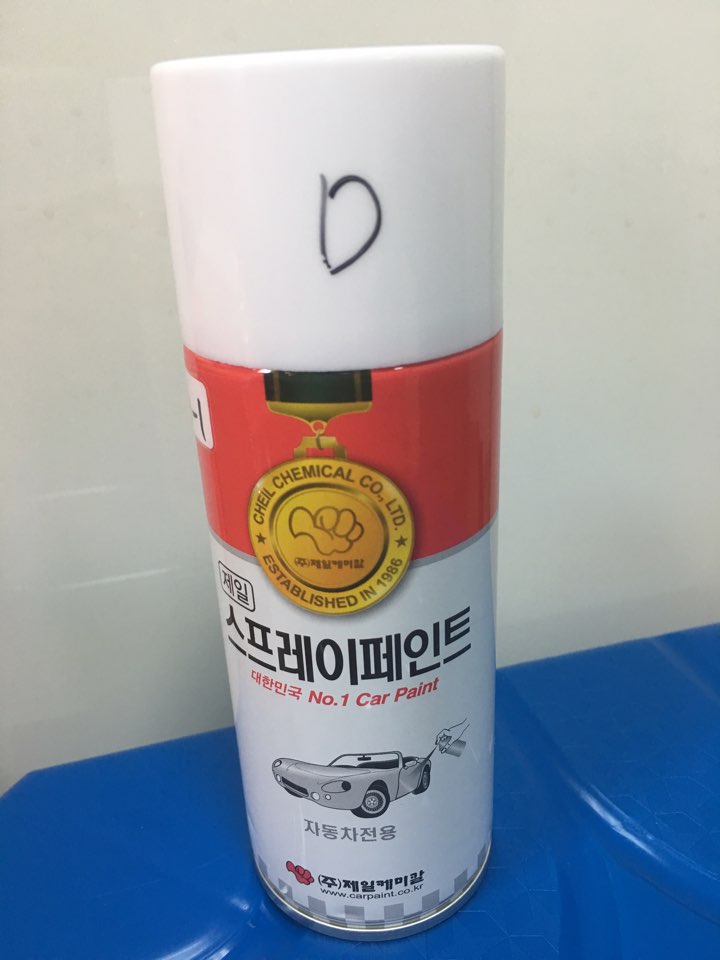 D
-1
CHEIL CHEMICAL CO., LTD.
(주)제일케미칼
★ ESTABLISHED IN 1986 ★
제일
스프레이페인트
대한민국 No.1 Car Paint
자동차전용
(주)제일케미칼
www.carpaint.co.kr